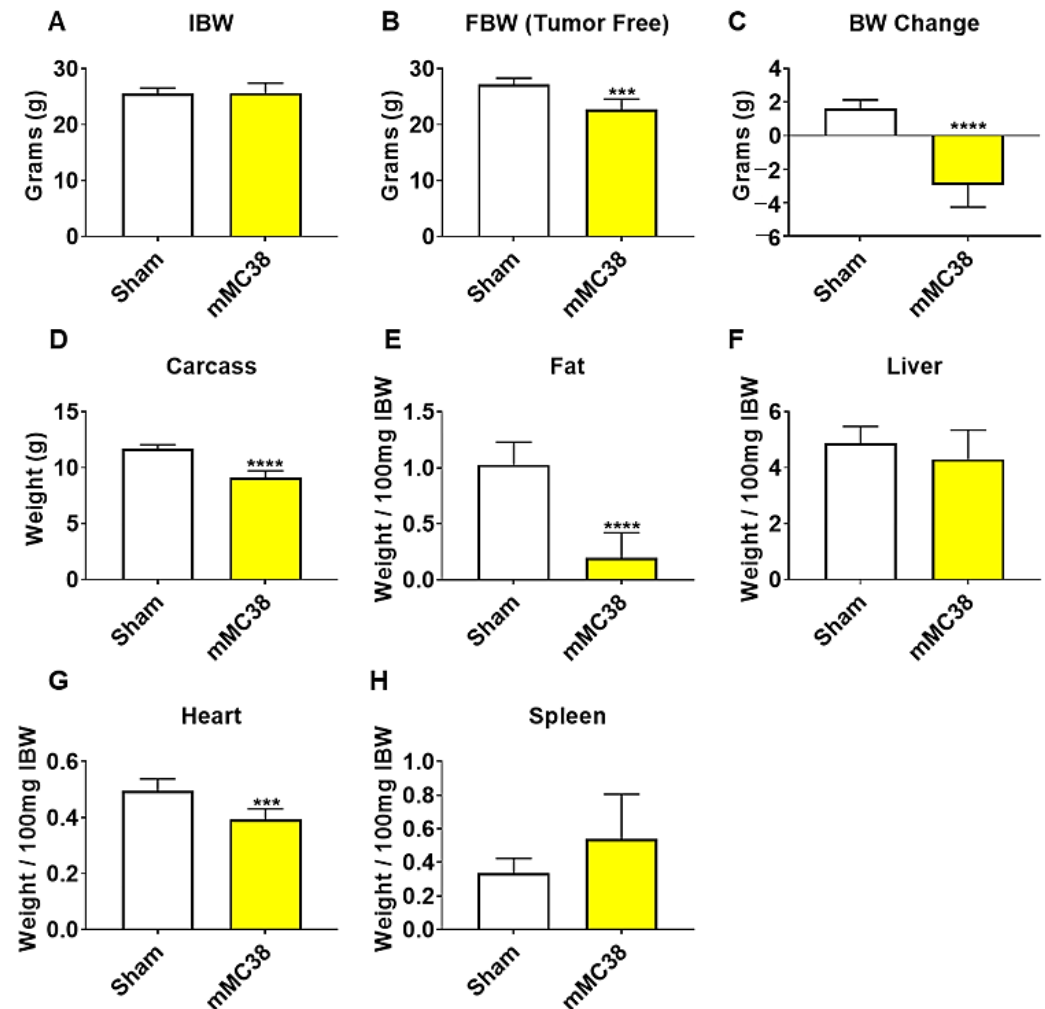 A IBW
Grams (g)
30
20
10
0
Sham
mMC38
B FBW (Tumor Free)
Grams (g)
30
20
10
0
***
Sham
mMC38
C BW Change
Grams (g)
4
2
0
−2
−4
−6
****
Sham
mMC38
D Carcass
Weight (g)
15
10
5
0
****
Sham
mMC38
E Fat
Weight / 100mg IBW
1.5
1.0
0.5
0.0
****
Sham
mMC38
F Liver
Weight / 100mg IBW
6
4
2
0
Sham
mMC38
G Heart
Weight / 100mg IBW
0.6
0.4
0.2
0.0
***
Sham
mMC38
H Spleen
Weight / 100mg IBW
1.0
0.8
0.6
0.4
0.2
0.0
Sham
mMC38